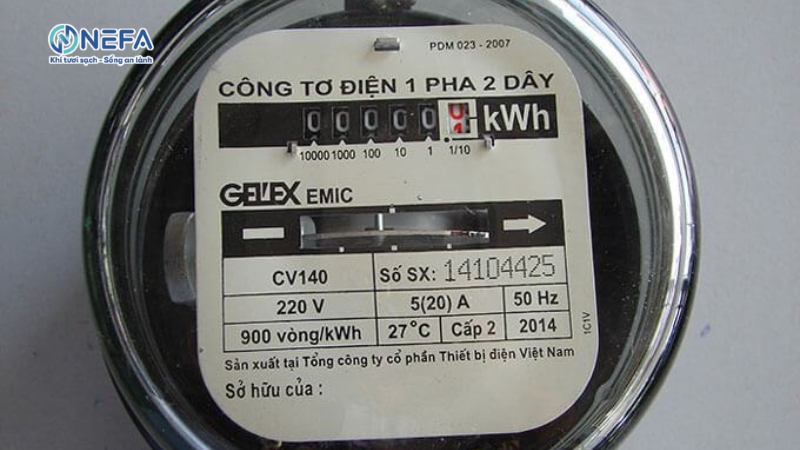 NEFA
Khí tươi sạch - Sống an lành
PDM 023 - 2007
CÔNG TƠ ĐIỆN 1 PHA 2 DÂY
0 0 0 0 0 kWh
10000 1000 100 10 1 1/10
GELEX EMIC
CV140 Số SX: 14104425
220 V 5(20) A 50 Hz
900 vòng/kWh 27°C Cấp 2 2014
1C1V
Sản xuất tại Tổng công ty cổ phần Thiết bị điện Việt Nam
Sở hữu của :